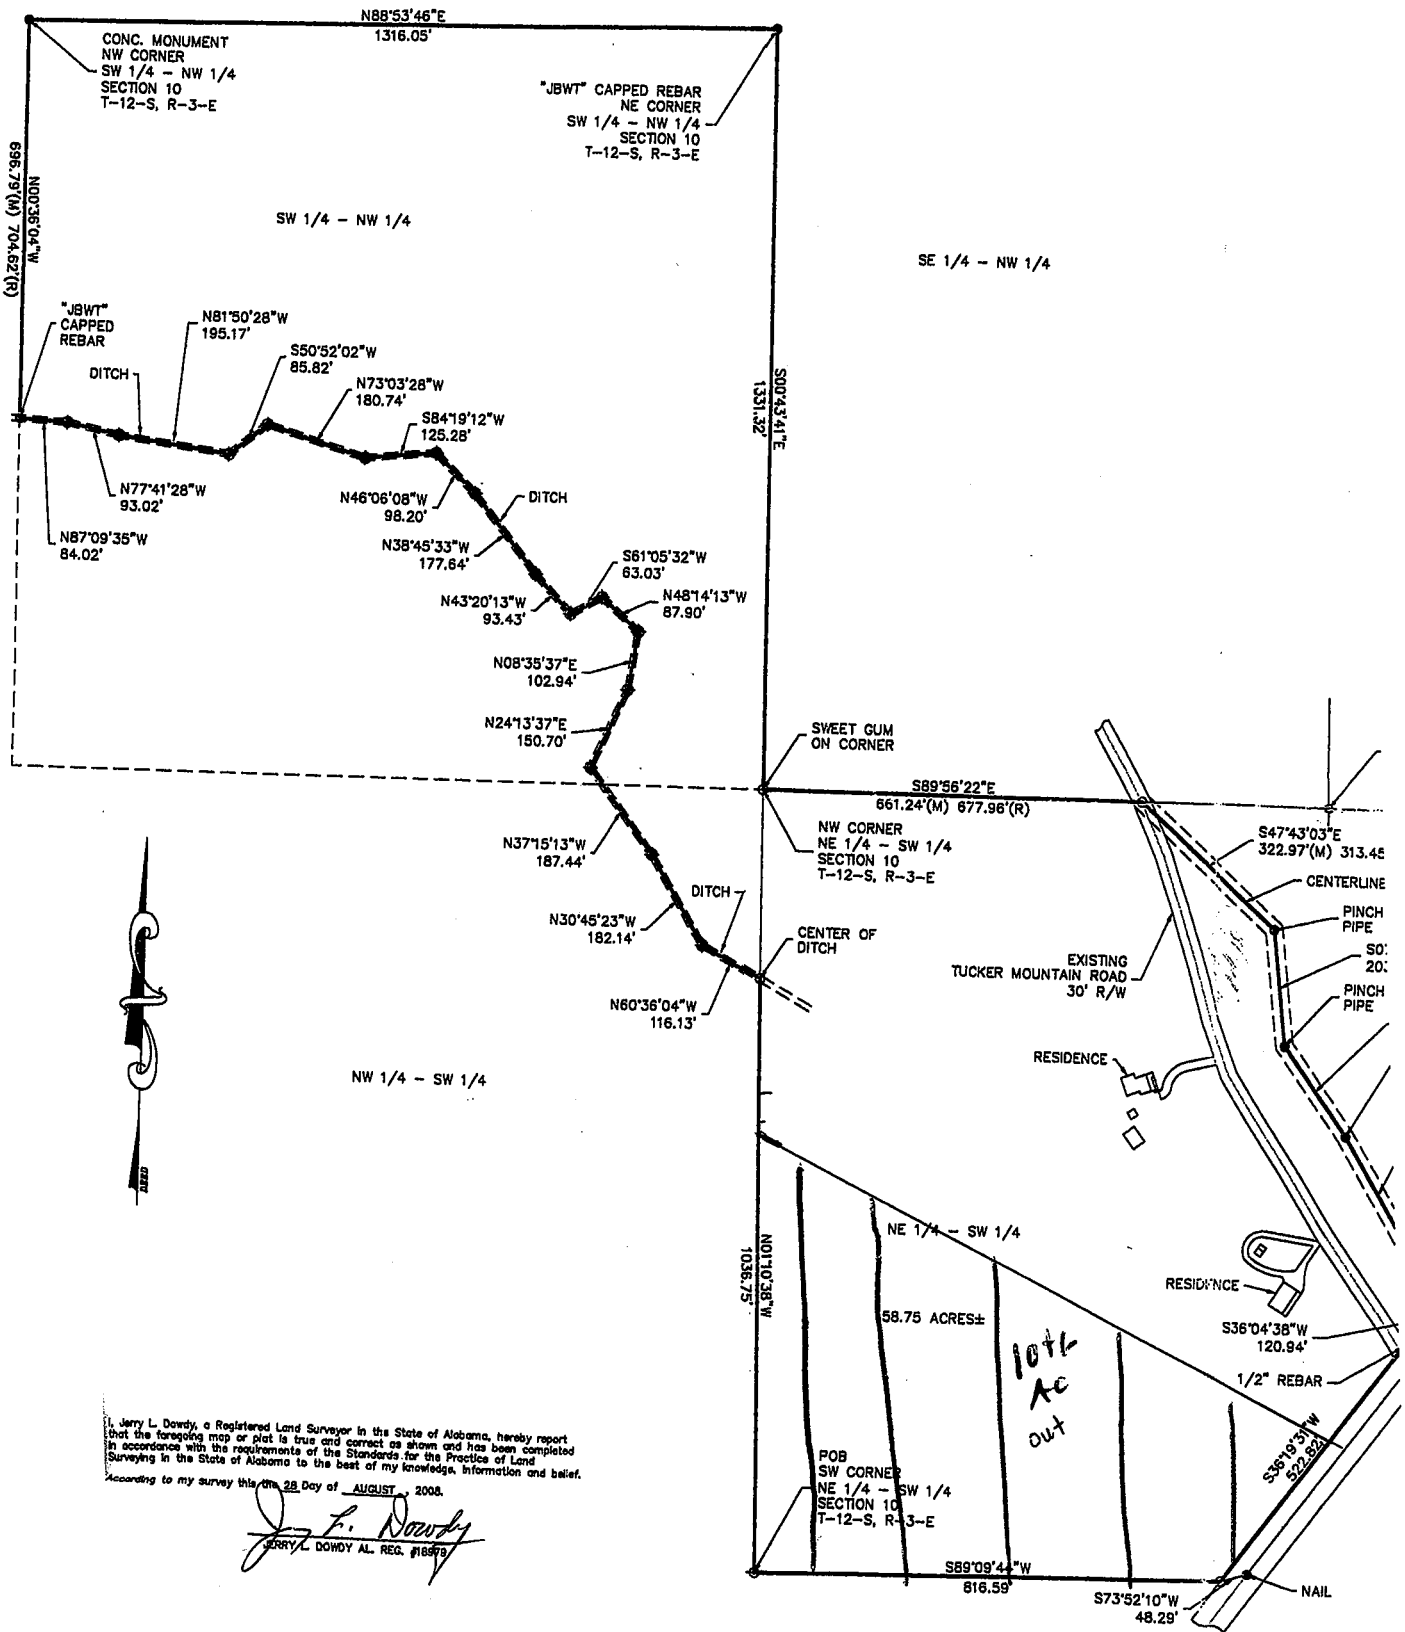 N88°53'46"E
1316.05'
CONC. MONUMENT
NW CORNER
SW 1/4 - NW 1/4
SECTION 10
T-12-S, R-3-E
"JBWT" CAPPED REBAR
NE CORNER
SW 1/4 - NW 1/4
SECTION 10
T-12-S, R-3-E
N00°36'04"W
696.79'(M) 704.62'(R)
SW 1/4 - NW 1/4
SE 1/4 - NW 1/4
"JBWT"
CAPPED
REBAR
N81°50'28"W
195.17'
DITCH
S50°52'02"W
85.82'
N73°03'28"W
180.74'
S84°19'12"W
125.28'
S00°43'41"E
1331.32'
N77°41'28"W
93.02'
N87°09'35"W
84.02'
N46°06'08"W
98.20'
DITCH
N38°45'33"W
177.64'
S61°05'32"W
63.03'
N43°20'13"W
93.43'
N48°14'13"W
87.90'
N08°35'37"E
102.94'
N24°13'37"E
150.70'
SWEET GUM
ON CORNER
S89°56'22"E
661.24'(M) 677.96'(R)
NW CORNER
NE 1/4 - SW 1/4
SECTION 10
T-12-S, R-3-E
S47°43'03"E
322.97'(M) 313.45
CENTERLINE
PINCH
PIPE
N37°15'13"W
187.44'
DITCH
N30°45'23"W
182.14'
CENTER OF
DITCH
EXISTING
TUCKER MOUNTAIN ROAD
30' R/W
PINCH
PIPE
N60°36'04"W
116.13'
RESIDENCE
NW 1/4 - SW 1/4
NE 1/4 - SW 1/4
N01°10'38"W
1036.75'
RESIDENCE
58.75 ACRES±
S36°04'38"W
120.94'
10 +/-
AC
out
1/2" REBAR
S36°19'31"W
522.82'
POB
SW CORNER
NE 1/4 - SW 1/4
SECTION 10
T-12-S, R-3-E
S89°09'44"W
816.59
S73°52'10"W
48.29'
NAIL
I, Jerry L. Dowdy, a Registered Land Surveyor in the State of Alabama, hereby report
that the foregoing map or plat is true and correct as shown and has been completed
in accordance with the requirements of the Standards for the Practice of Land
Surveying in the State of Alabama to the best of my knowledge, information and belief.
According to my survey this the 28 Day of AUGUST, 2008.
Jerry L. Dowdy
JERRY L. DOWDY AL. REG. #18979